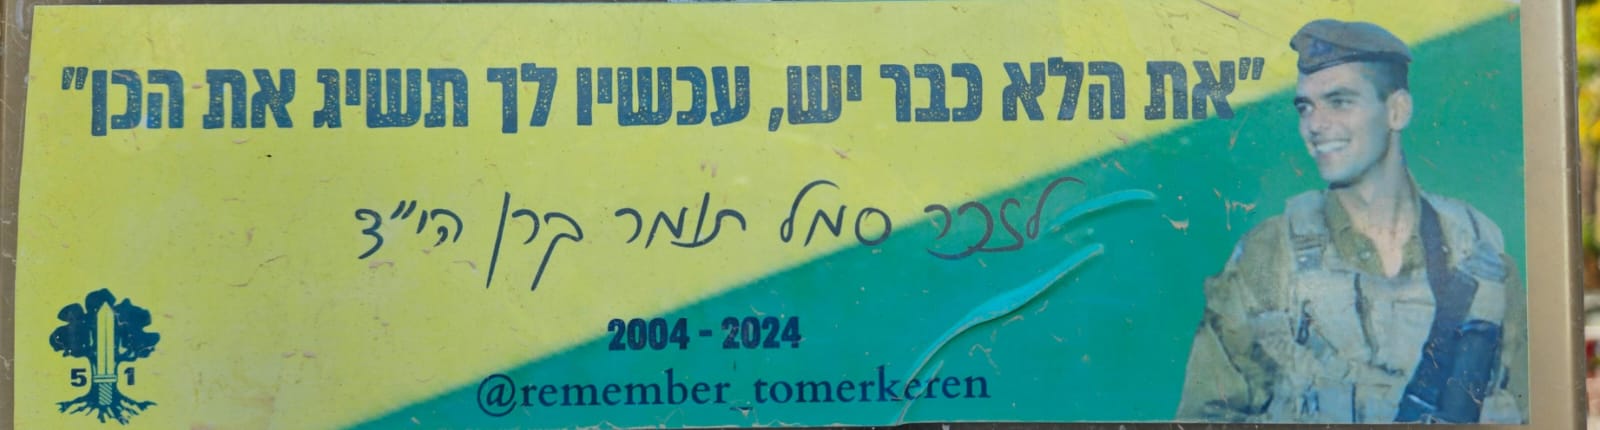 "את הלא כבר יש, עכשיו לך תשיג את הכן"
לזכר סמל תומר קרן הי"ד
2004 - 2024
@remember_tomerkeren
51